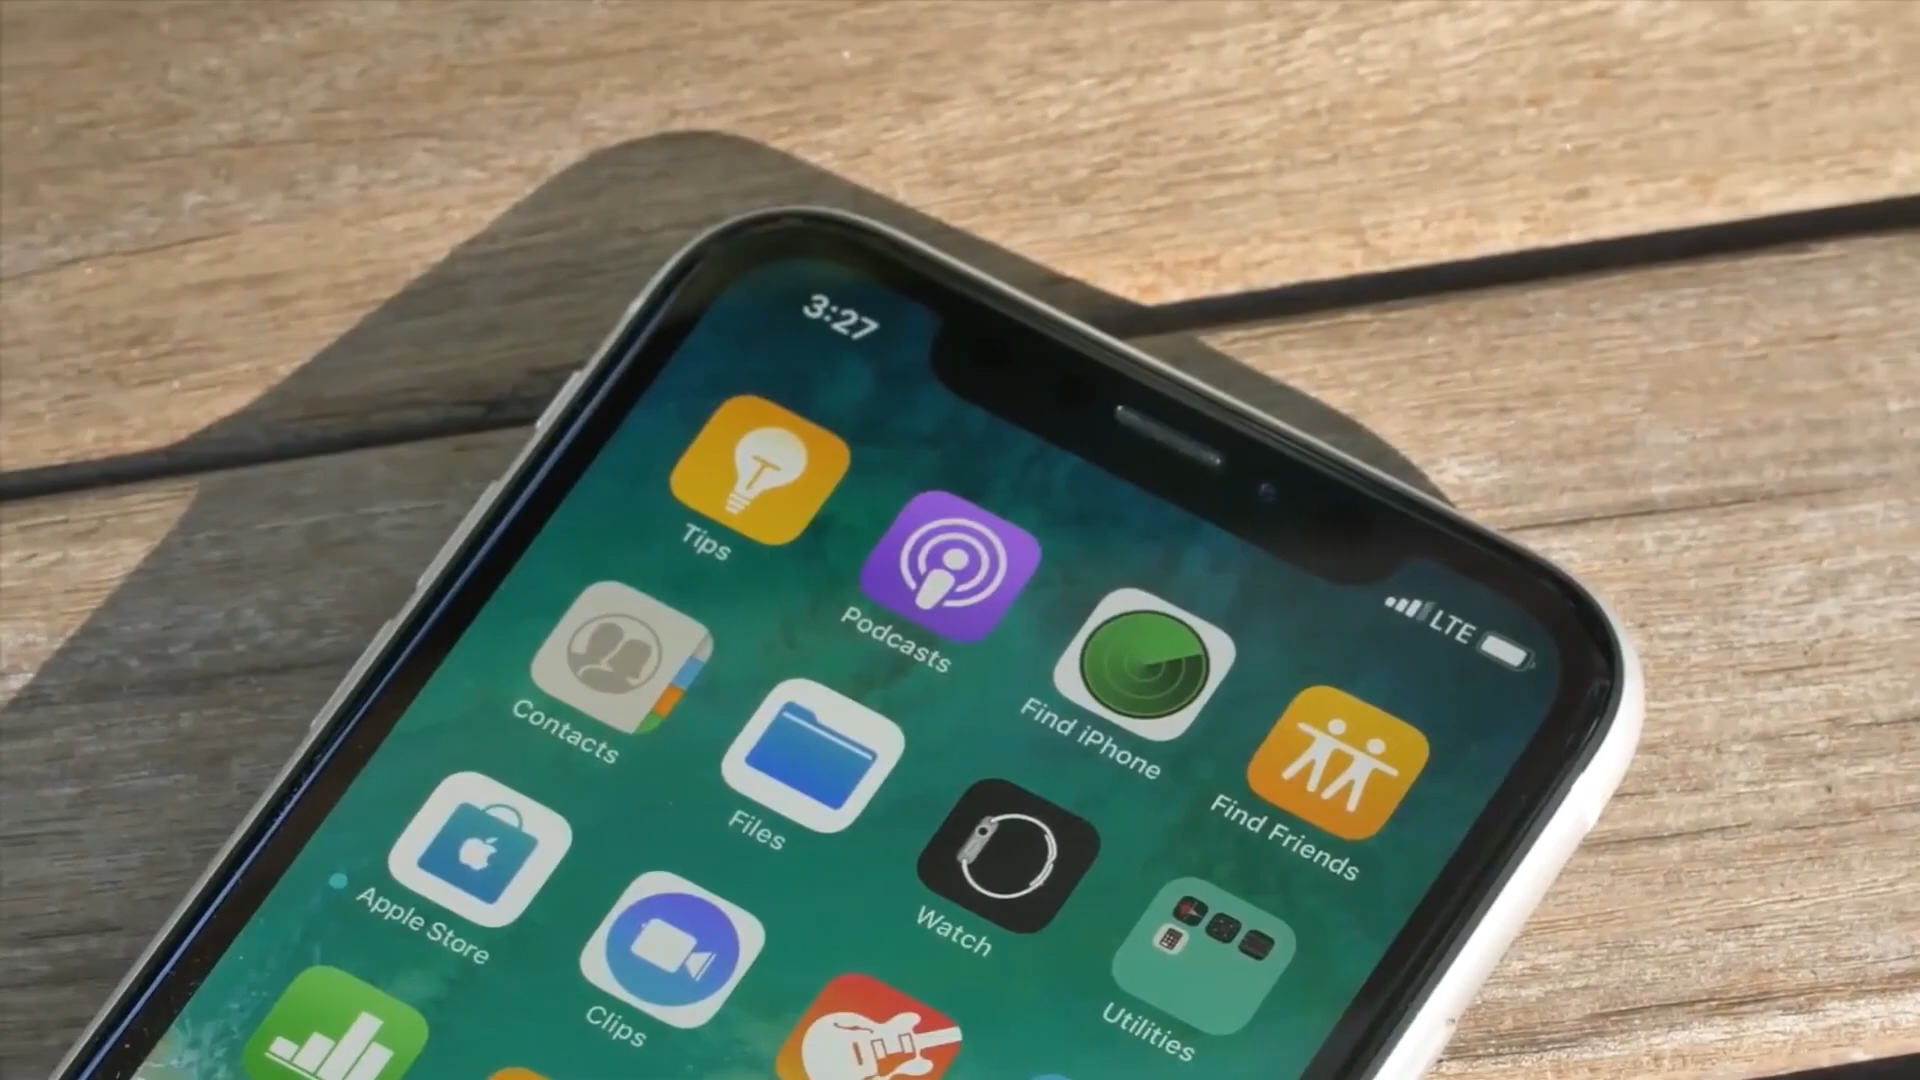 3:27
LTE
Tips
Podcasts
Find iPhone
Find Friends
Contacts
Files
Watch
Utilities
Apple Store
Clips